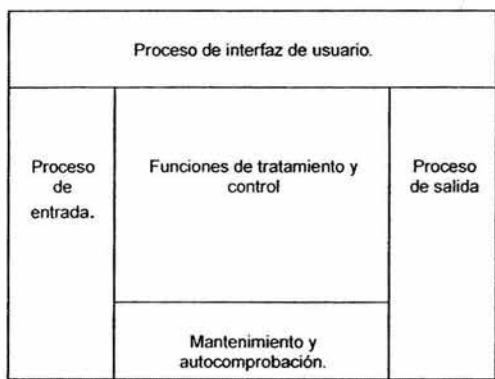 Proceso de interfaz de usuario.
Proceso
de
entrada.
Funciones de tratamiento y
control
Proceso
de salida
Mantenimiento y
autocomprobación.